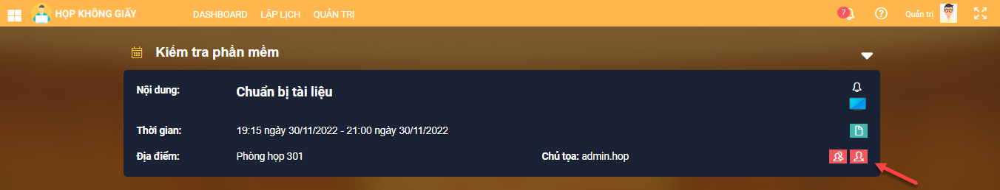 HỌP KHÔNG GIẤY DASHBOARD LẬP LỊCH QUẢN TRỊ 7 Quản trị
Kiểm tra phần mềm
Nội dung: Chuẩn bị tài liệu
Thời gian: 19:15 ngày 30/11/2022 - 21:00 ngày 30/11/2022
Địa điểm: Phòng họp 301 Chủ tọa: admin.hop